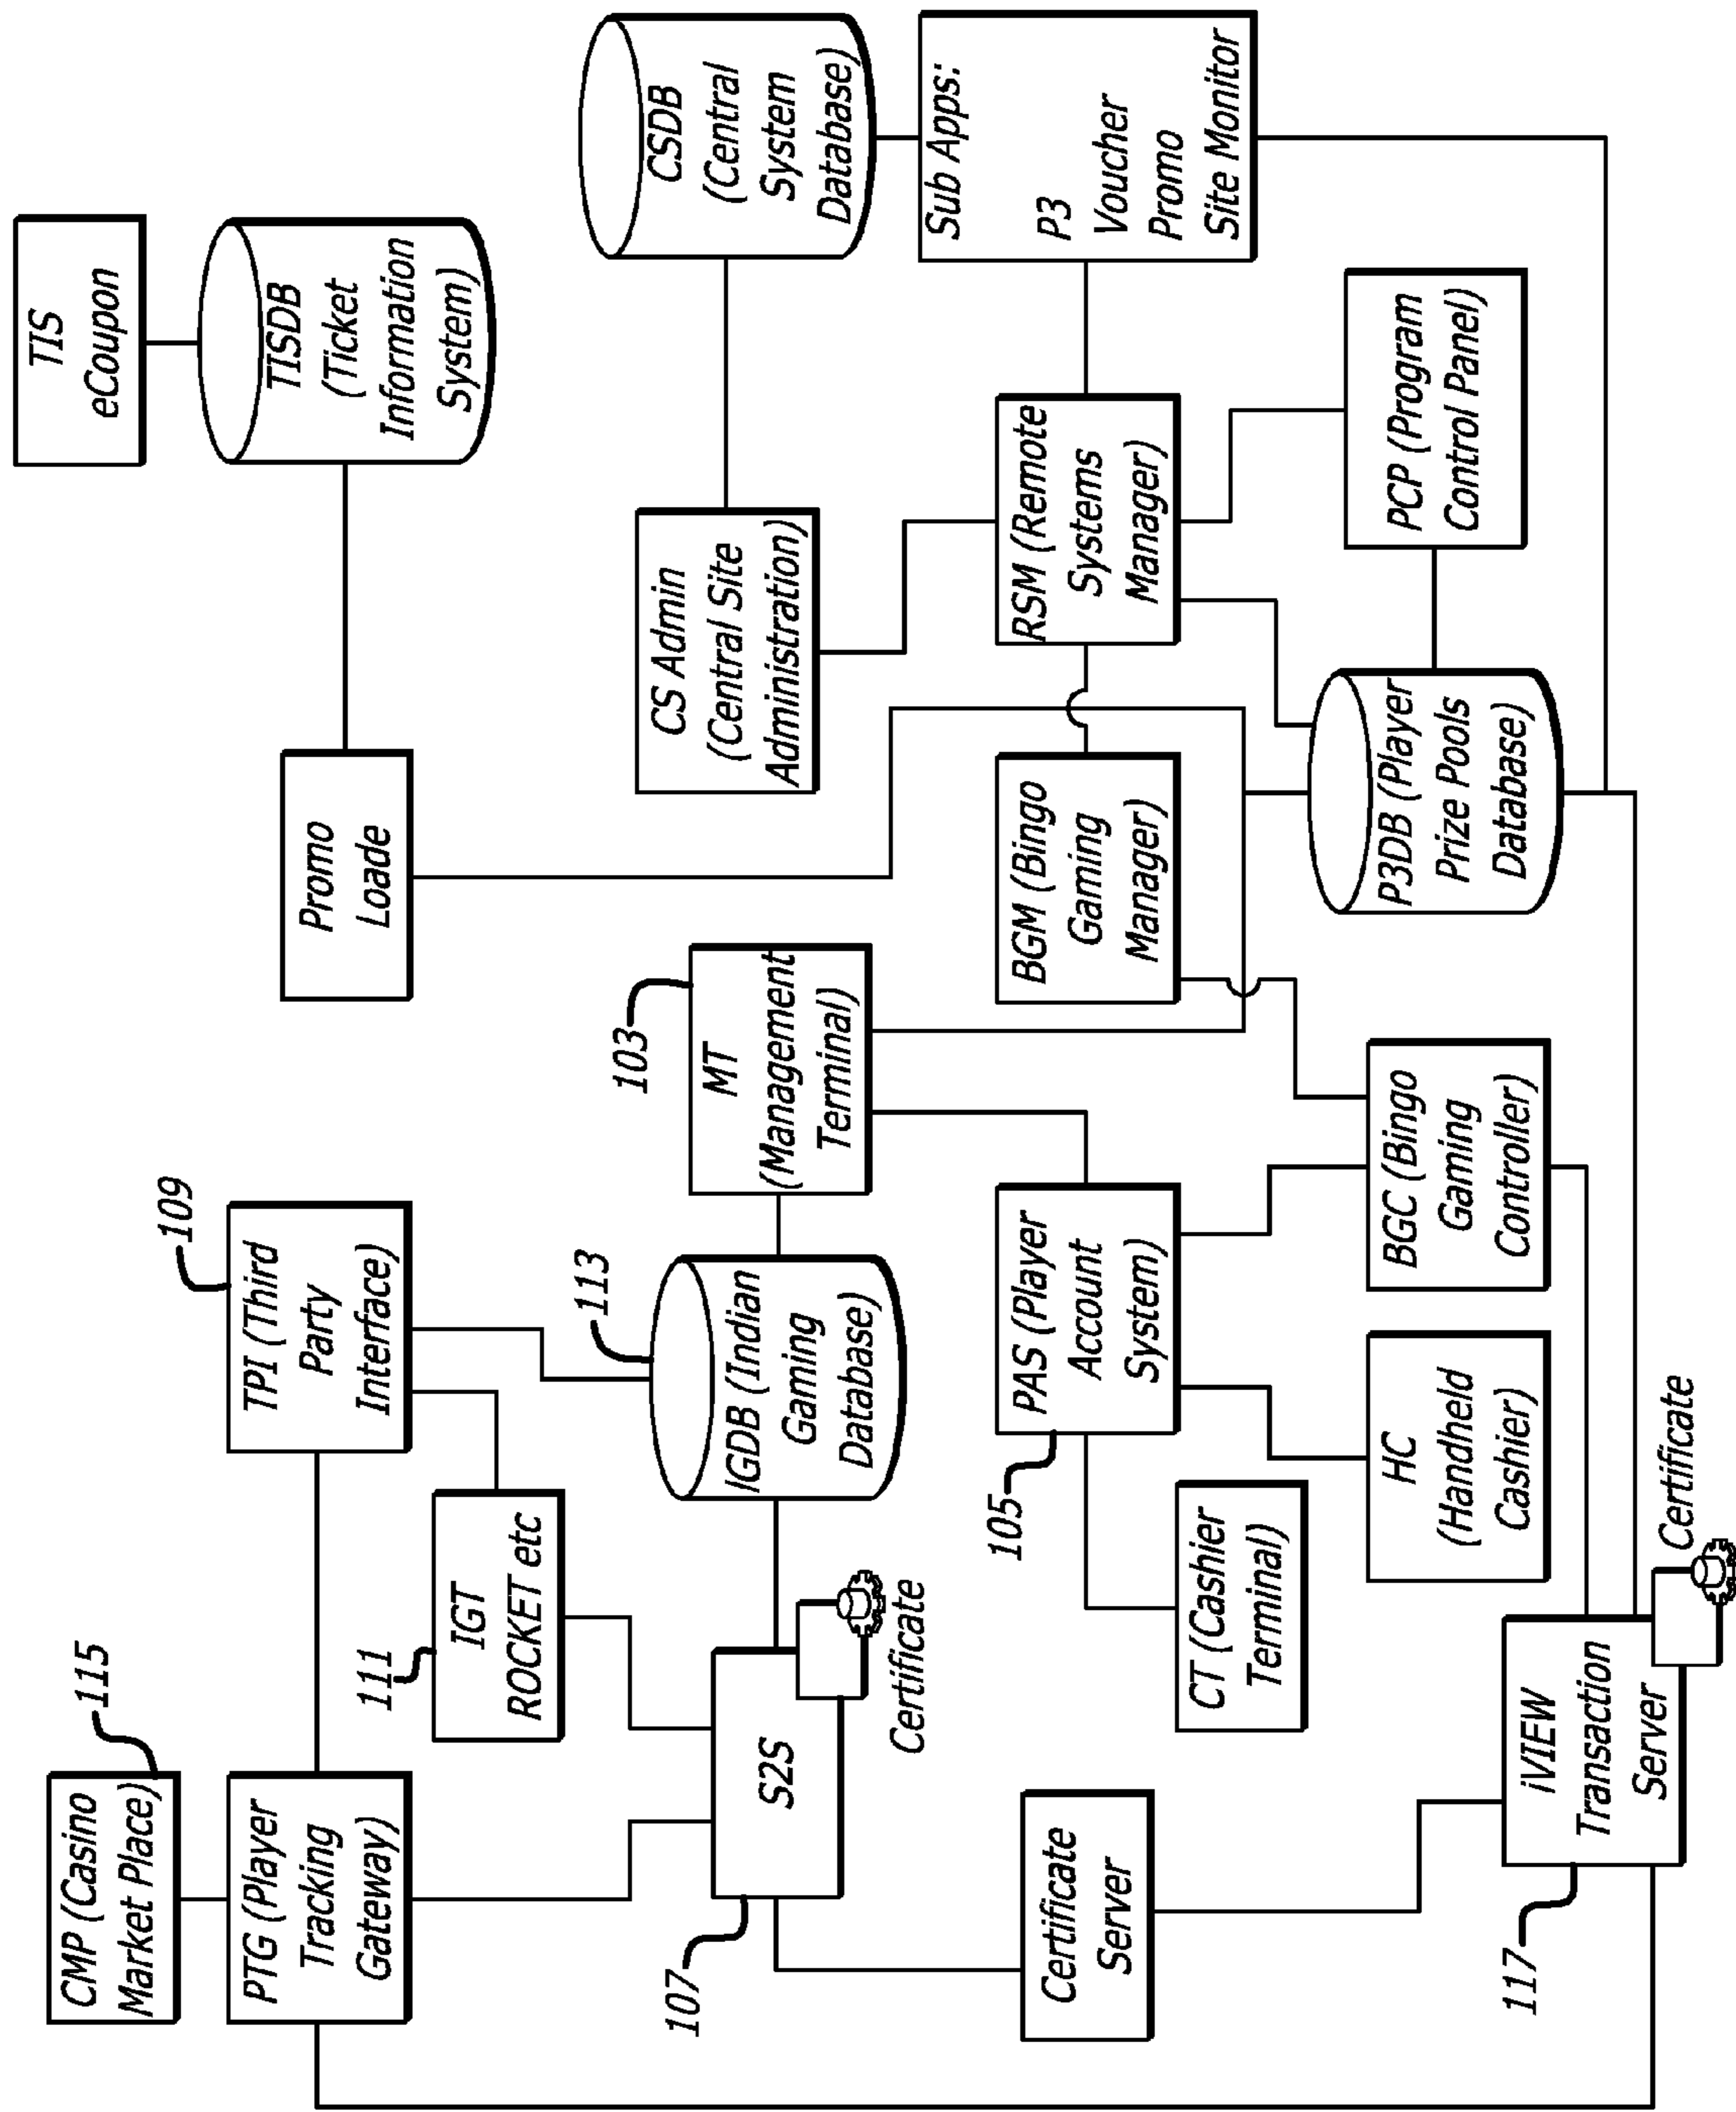 CMP (Casino
Market Place)
115
PTG (Player
Tracking
Gateway)
TPI (Third
Party
Interface)
109
TIS
eCoupon
TISDB
(Ticket
Information
System)
Promo
Loade
111
IGT
ROCKET etc
107
S2S
Certificate
IGDB (Indian
Gaming
Database)
113
103
MT
(Management
Terminal)
CS Admin
(Central Site
Administration)
CSDB
(Central
System
Database)
Certificate
Server
105
PAS (Player
Account
System)
CT (Cashier
Terminal)
BGM (Bingo
Gaming
Manager)
RSM (Remote
Systems
Manager)
Sub Apps:
P3
Voucher
Promo
Site Monitor
HC
(Handheld
Cashier)
BGC (Bingo
Gaming
Controller)
P3DB (Player
Prize Pools
Database)
PCP (Program
Control Panel)
117
iVIEW
Transaction
Server
Certificate